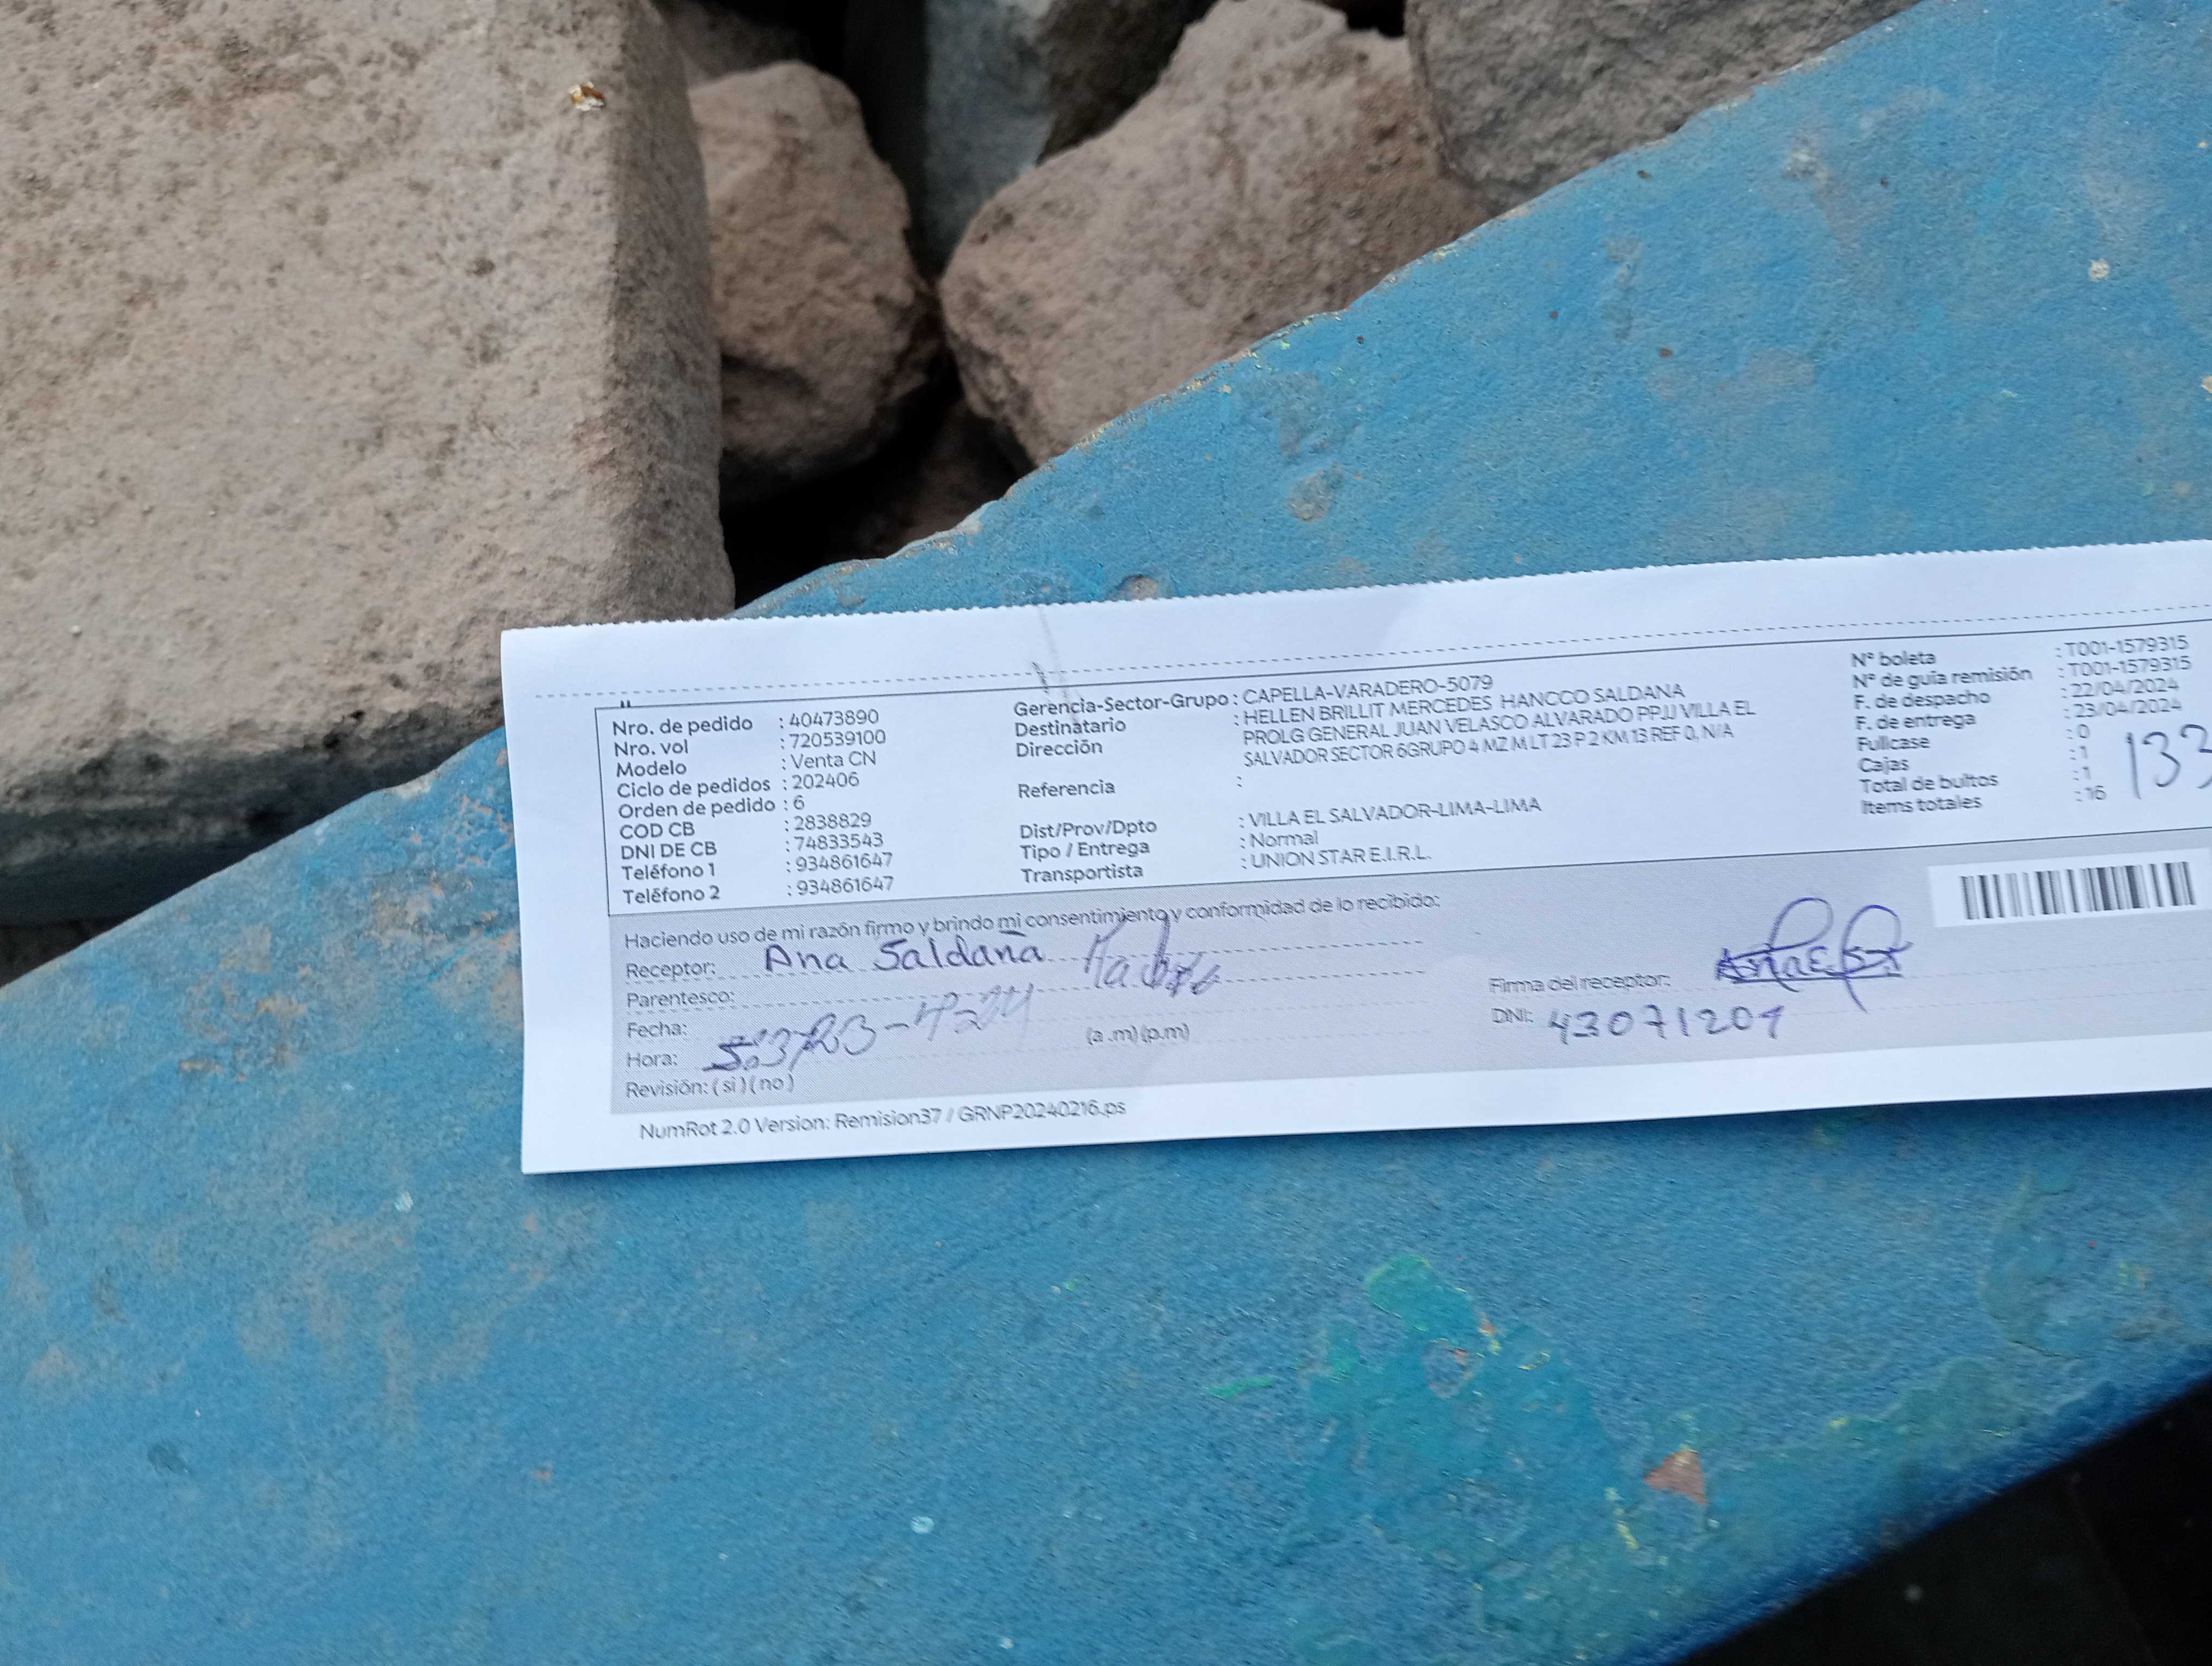 Nro. de pedido : 40473890
Nro. vol : 720539100
Modelo : Venta CN
Ciclo de pedidos : 202406
Orden de pedido : 6
COD CB : 2838829
DNI DE CB : 74833543
Teléfono 1 : 934861647
Teléfono 2 : 934861647
Gerencia-Sector-Grupo : CAPELLA-VARADERO-5079
Destinatario : HELLEN BRILLIT MERCEDES HANCCO SALDANA
Dirección PROLG GENERAL JUAN VELASCO ALVARADO PPJJ VILLA EL
SALVADOR SECTOR 6GRUPO 4 MZ M LT 23 P 2 KM 13 REF 0, N/A
Referencia :
Dist/Prov/Dpto : VILLA EL SALVADOR-LIMA-LIMA
Tipo / Entrega : Normal
Transportista : UNION STAR E.I.R.L.
N° boleta : T001-1579315
N° de guia remisión : T001-1579315
F. de despacho : 22/04/2024
F. de entrega : 23/04/2024
Fullcase : 0
Cajas : 1
Total de bultos : 1
Items totales : 16
133
Haciendo uso de mi razón firmo y brindo mi consentimiento y conformidad de lo recibido:
Receptor: Ana Saldaña
Parentesco:
Fecha:
Hora: (a .m) (p.m)
Revisión: ( si ) ( no )
Firma del receptor:
DNI: 43071201
NumRot 2.0 Version: Remision37 / GRNP20240216.ps